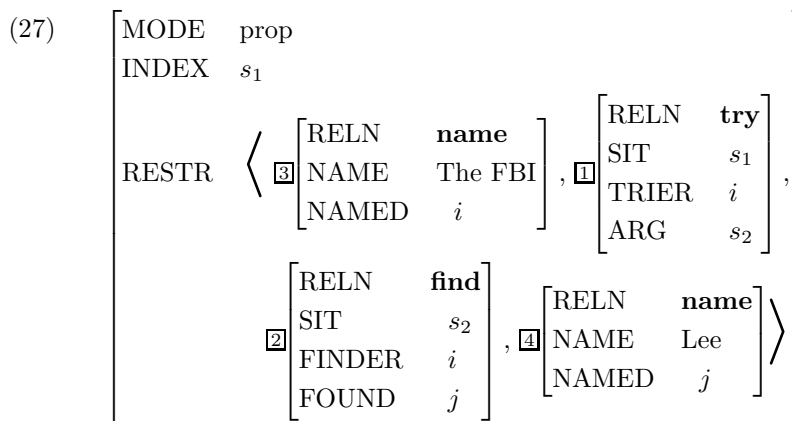 (27)
MODE prop
INDEX s₁
RESTR ⟨ 3 [RELN name, NAME The FBI, NAMED i] , 1 [RELN try, SIT s₁, TRIER i, ARG s₂] ,
2 [RELN find, SIT s₂, FINDER i, FOUND j] , 4 [RELN name, NAME Lee, NAMED j] ⟩